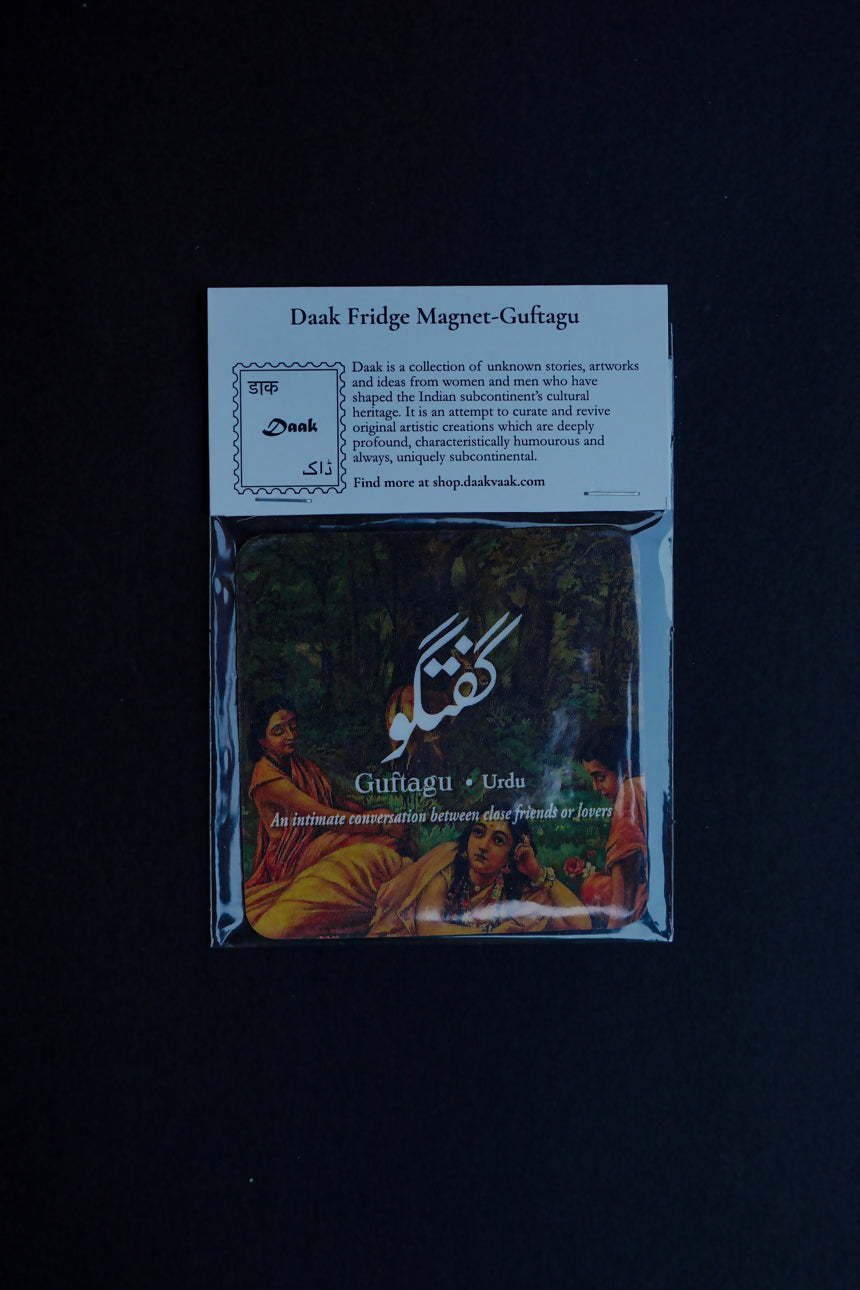 Daak Fridge Magnet-Guftagu
डाक
Daak
ڈاک
Daak is a collection of unknown stories, artworks
and ideas from women and men who have
shaped the Indian subcontinent's cultural
heritage. It is an attempt to curate and revive
original artistic creations which are deeply
profound, characteristically humourous and
always, uniquely subcontinental.
Find more at shop.daakvaak.com
گفتگو
Guftagu • Urdu
An intimate conversation between close friends or lovers